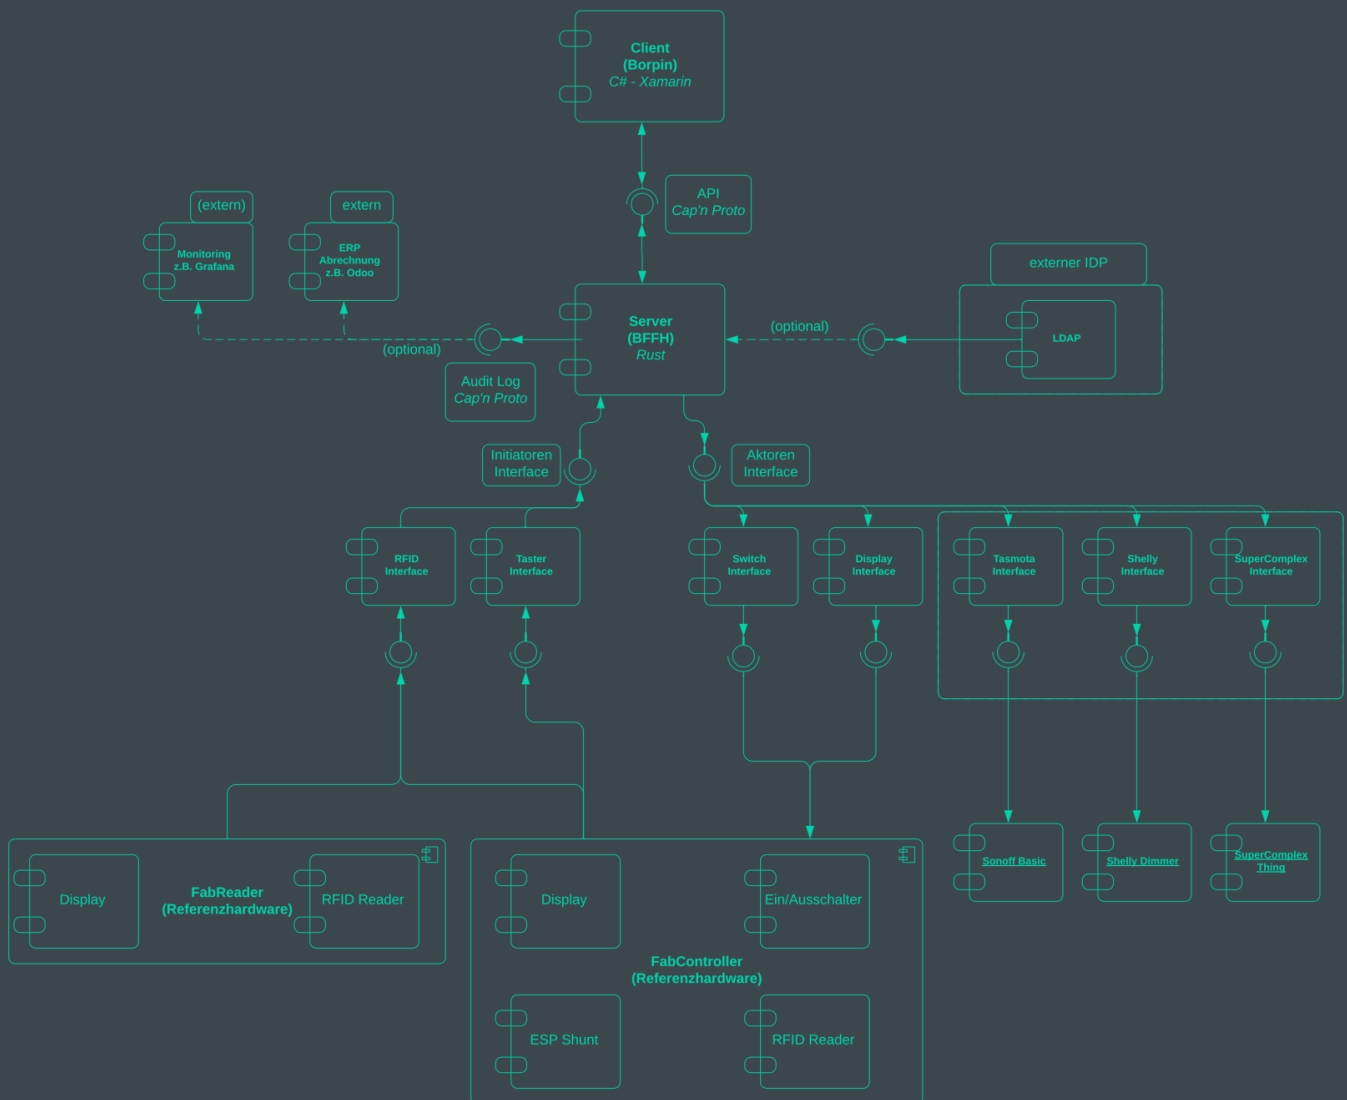 Client
(Borpin)
C# - Xamarin
API
Cap'n Proto
(extern)
extern
Monitoring
z.B. Grafana
ERP
Abrechnung
z.B. Odoo
externer IDP
LDAP
Server
(BFFH)
Rust
(optional)
(optional)
Audit Log
Cap'n Proto
Initiatoren
Interface
Aktoren
Interface
RFID
Interface
Taster
Interface
Switch
Interface
Display
Interface
Tasmota
Interface
Shelly
Interface
SuperComplex
Interface
Sonoff Basic
Shelly Dimmer
SuperComplex
Thing
Display
FabReader
(Referenzhardware)
RFID Reader
Display
Ein/Ausschalter
FabController
(Referenzhardware)
ESP Shunt
RFID Reader